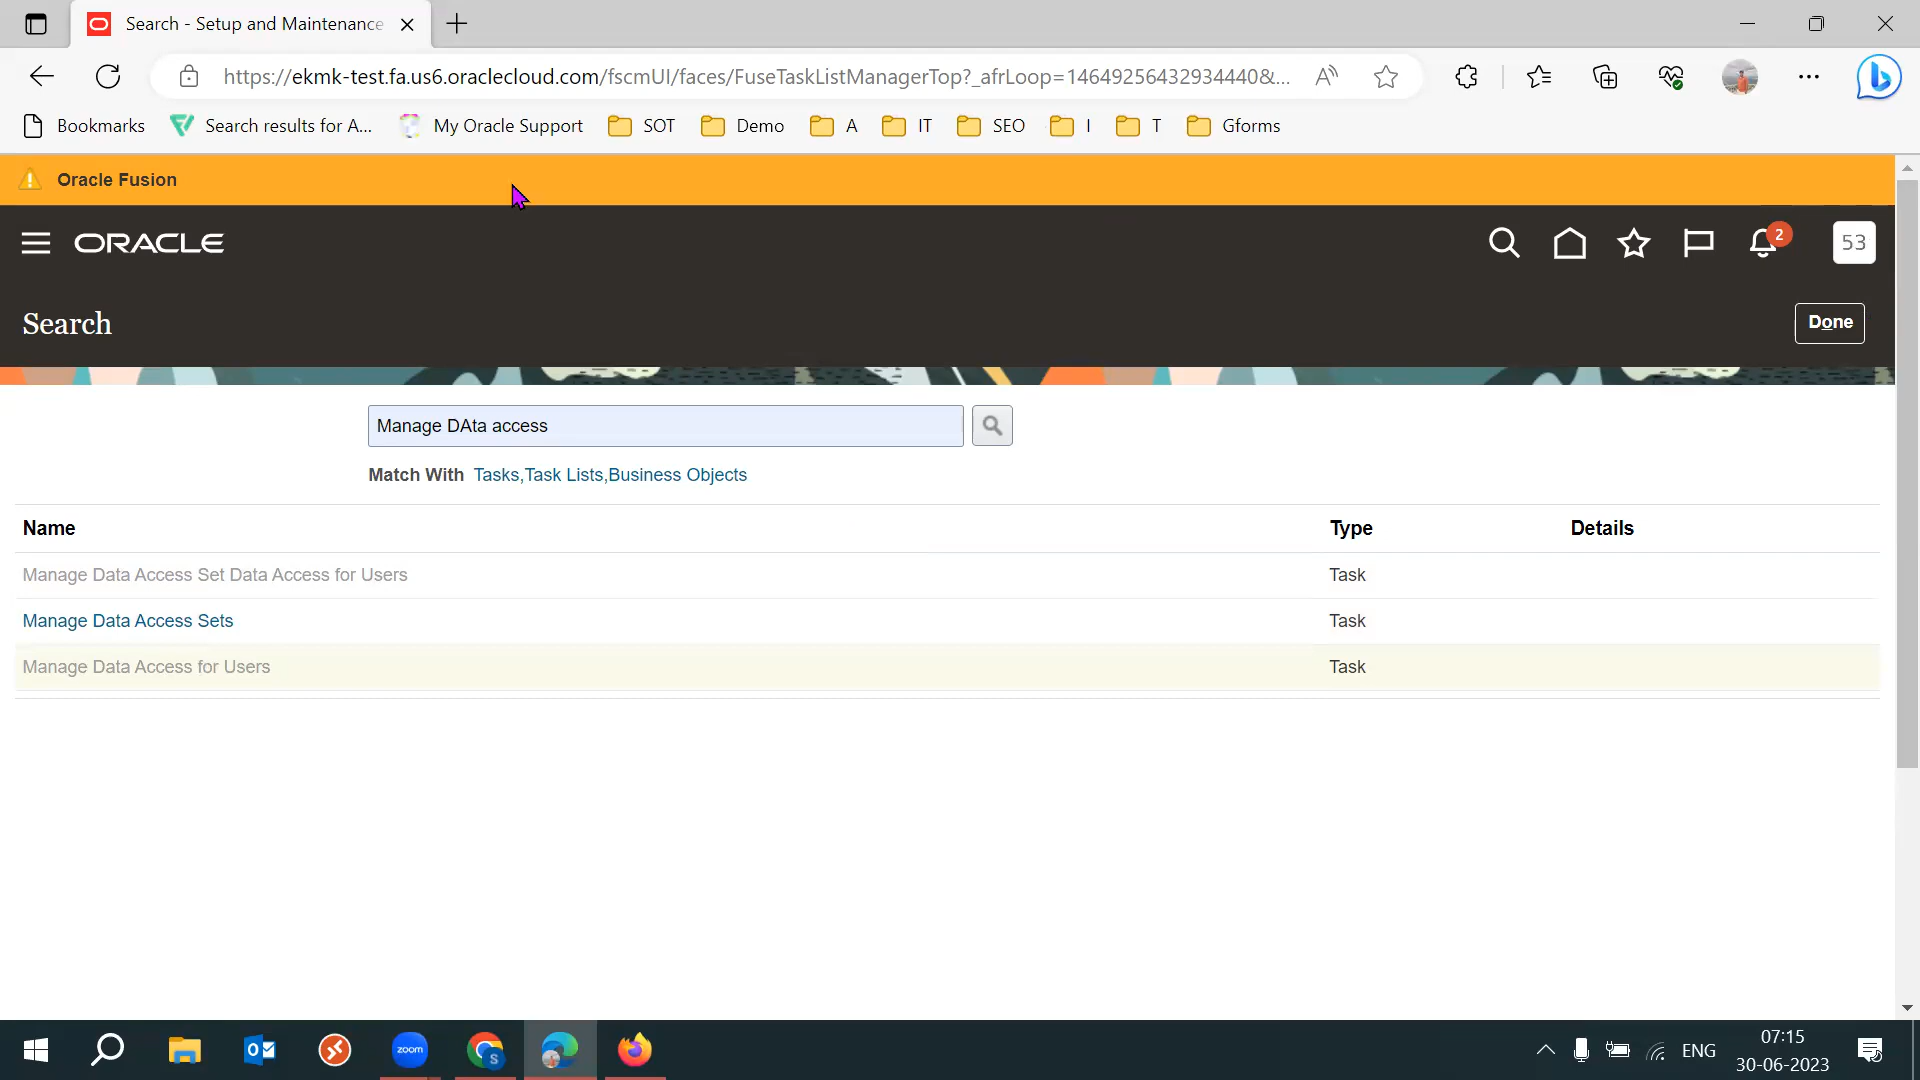 Search - Setup and Maintenance
https://ekmk-test.fa.us6.oraclecloud.com/fscmUI/faces/FuseTaskListManagerTop?_afrLoop=14649256432934440&...
Bookmarks Search results for A... My Oracle Support SOT Demo A IT SEO I T Gforms
Oracle Fusion
ORACLE 2 53
Search Done
Manage DAta access
Match With Tasks,Task Lists,Business Objects
Name Type Details
Manage Data Access Set Data Access for Users Task
Manage Data Access Sets Task
Manage Data Access for Users Task
zoom S ENG 07:15
30-06-2023